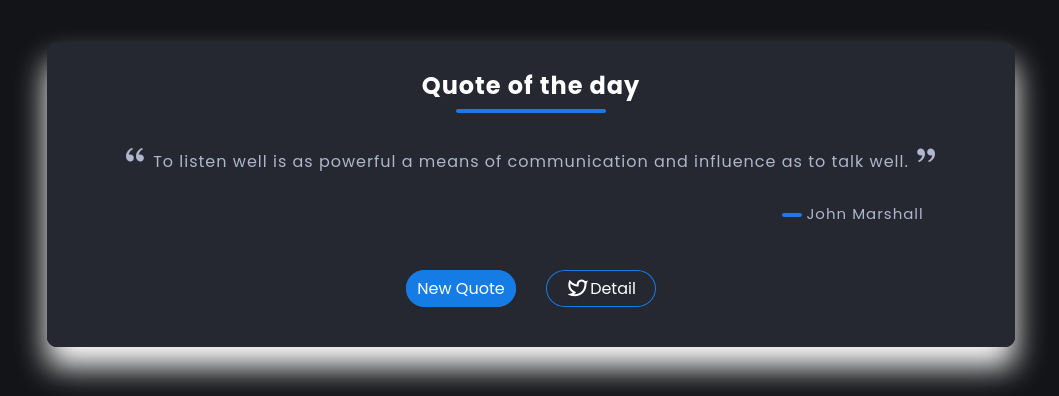 Quote of the day
“ To listen well is as powerful a means of communication and influence as to talk well. ”
John Marshall
New Quote
Detail